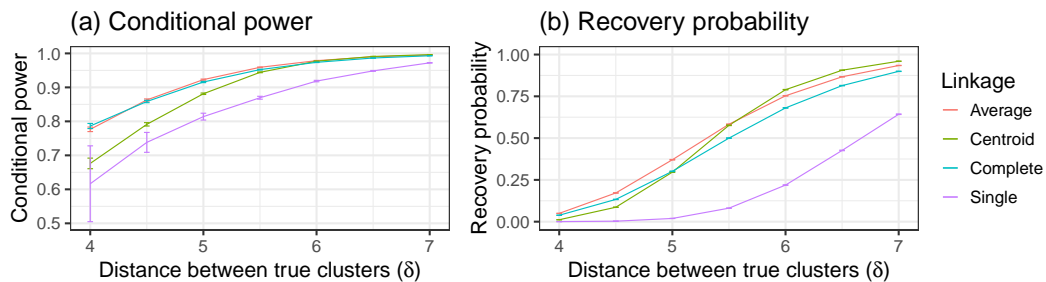 (a) Conditional power
Conditional power
1.0
0.9
0.8
0.7
0.6
0.5
4
5
6
7
Distance between true clusters (δ)
(b) Recovery probability
Recovery probability
1.00
0.75
0.50
0.25
0.00
4
5
6
7
Distance between true clusters (δ)
Linkage
Average
Centroid
Complete
Single